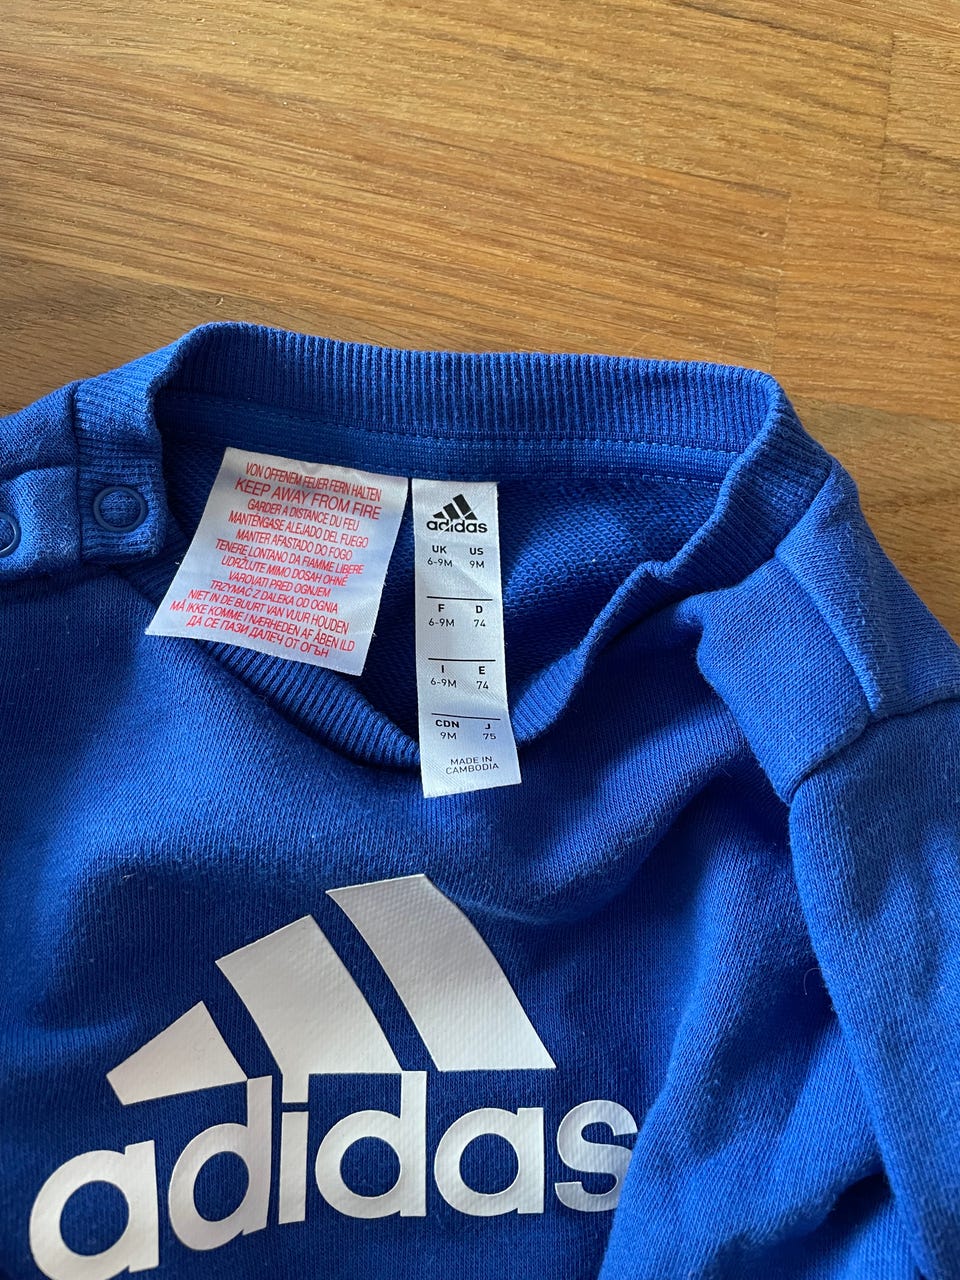 VON OFFENEM FEUER FERN HALTEN
KEEP AWAY FROM FIRE
GARDER A DISTANCE DU FEU
MANTÉNGASE ALEJADO DEL FUEGO
MANTER AFASTADO DO FOGO
TENERE LONTANO DA FIAMME LIBERE
UDRŽUJTE MIMO DOSAH OHNĚ
VAROVATI PRED OGNJEM
TRZYMAĆ Z DALEKA OD OGNIA
NIET IN DE BUURT VAN VUUR HOUDEN
MÅ IKKE KOMME I NÆRHEDEN AF ÅBEN ILD
ДА СЕ ПАЗИ ДАЛЕЧ ОТ ОГЪН
adidas
UK US
6-9M 9M
F D
6-9M 74
I E
6-9M 74
CDN J
9M 75
MADE IN
CAMBODIA
adidas